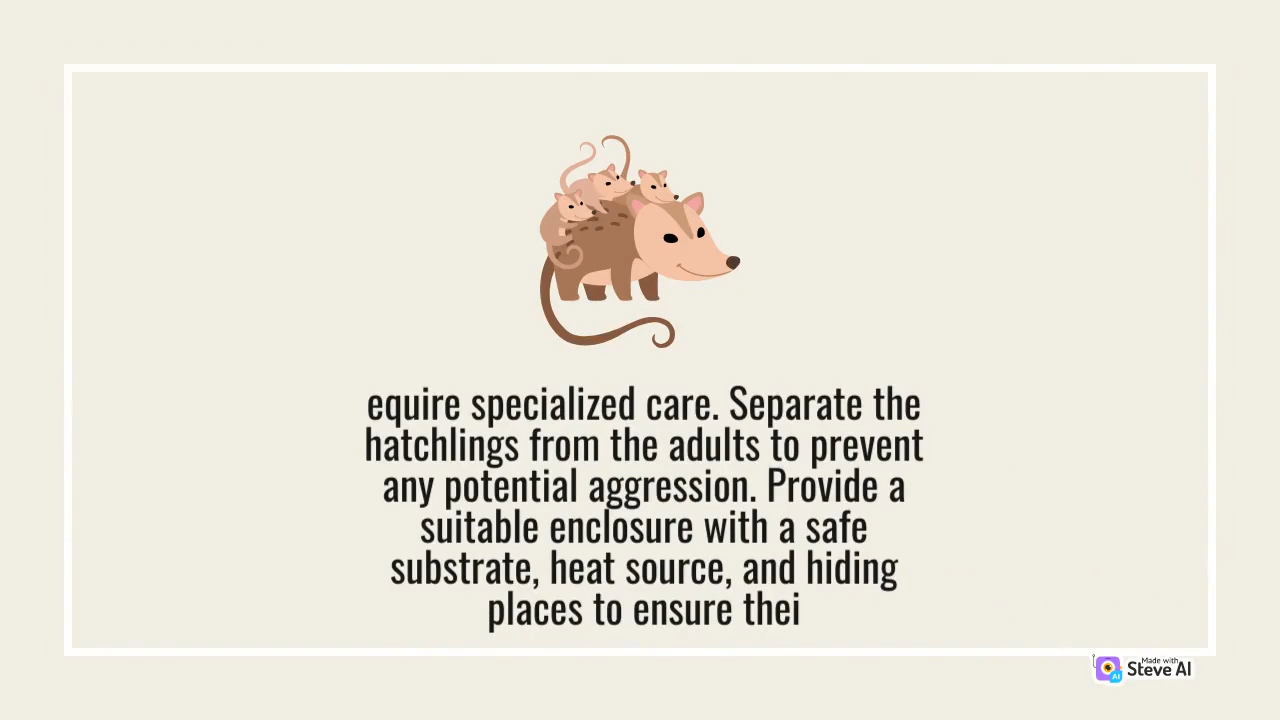 equire specialized care. Separate the
hatchlings from the adults to prevent
any potential aggression. Provide a
suitable enclosure with a safe
substrate, heat source, and hiding
places to ensure thei
Made with
AI Steve AI